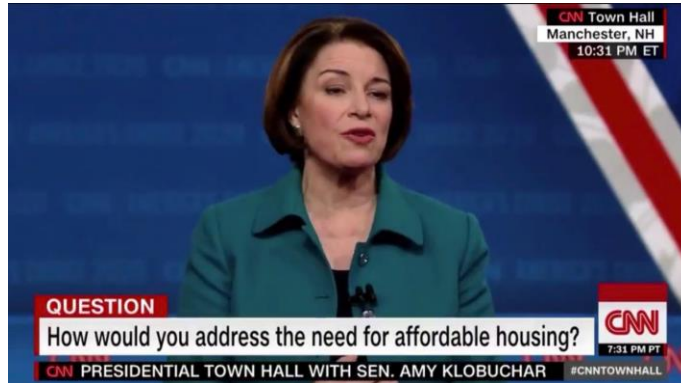 CNN Town Hall
Manchester, NH
10:31 PM ET
QUESTION
How would you address the need for affordable housing?
CNN
7:31 PM PT
CNN PRESIDENTIAL TOWN HALL WITH SEN. AMY KLOBUCHAR
#CNNTOWNHALL